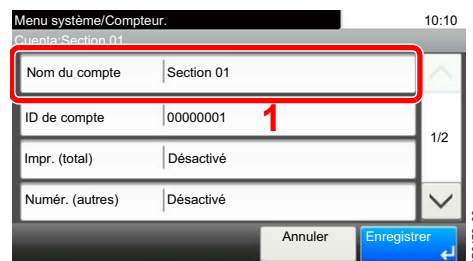 Menu système/Compteur. 10:10
Cuenta:Section 01
Nom du compte Section 01
ID de compte 00000001 1
1/2
Impr. (total) Désactivé
Numér. (autres) Désactivé
Annuler Enregistrer